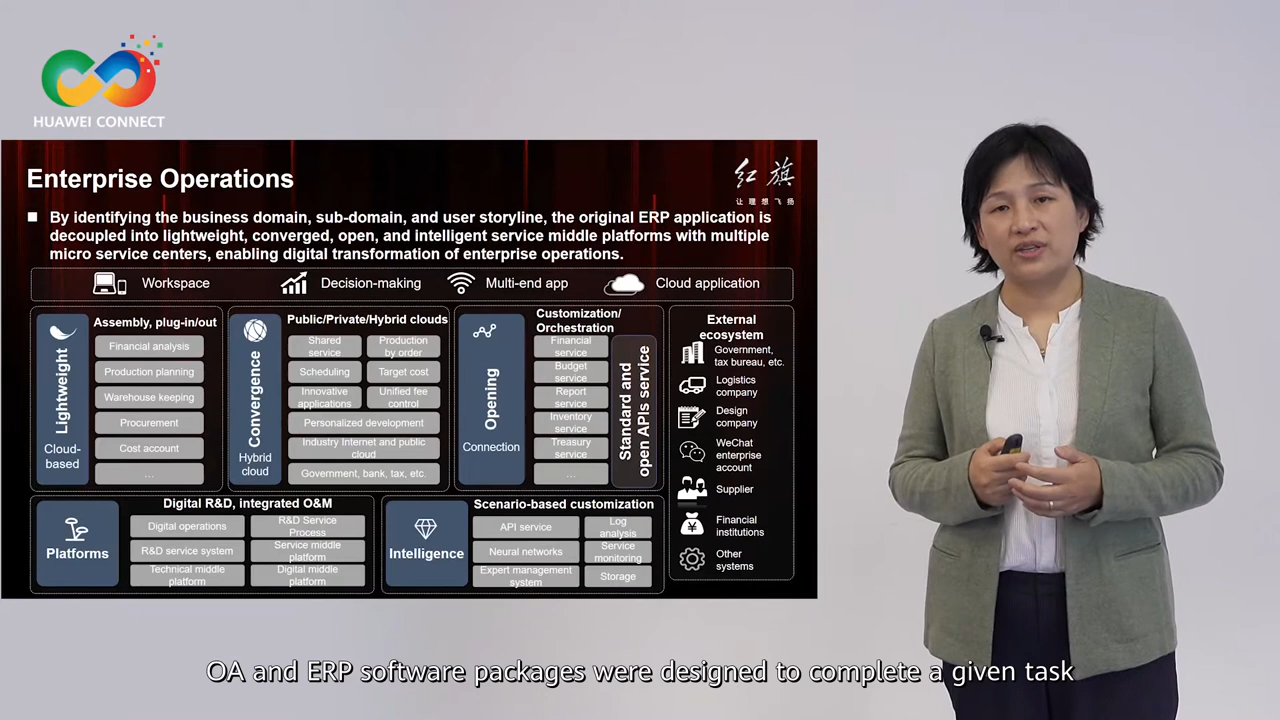 HUAWEI CONNECT
Enterprise Operations
红旗
让理想飞扬
■ By identifying the business domain, sub-domain, and user storyline, the original ERP application is
decoupled into lightweight, converged, open, and intelligent service middle platforms with multiple
micro service centers, enabling digital transformation of enterprise operations.
Workspace
Decision-making
Multi-end app
Cloud application
Lightweight
Cloud-
based
Assembly, plug-in/out
Financial analysis
Production planning
Warehouse keeping
Procurement
Cost account
...
Convergence
Hybrid
cloud
Public/Private/Hybrid clouds
Shared
service
Production
by order
Scheduling
Target cost
Innovative
applications
Unified fee
control
Personalized development
Industry Internet and public
cloud
Government, bank, tax, etc.
Opening
Connection
Customization/
Orchestration
Financial
service
Budget
service
Report
service
Inventory
service
Treasury
service
...
Standard and
open APIs service
External
ecosystem
Government,
tax bureau, etc.
Logistics
company
Design
company
WeChat
enterprise
account
Supplier
¥
Financial
institutions
Other
systems
Platforms
Digital R&D, integrated O&M
Digital operations
R&D Service
Process
R&D service system
Service middle
platform
Technical middle
platform
Digital middle
platform
Intelligence
Scenario-based customization
API service
Log
analysis
Neural networks
Service
monitoring
Expert management
system
Storage
OA and ERP software packages were designed to complete a given task